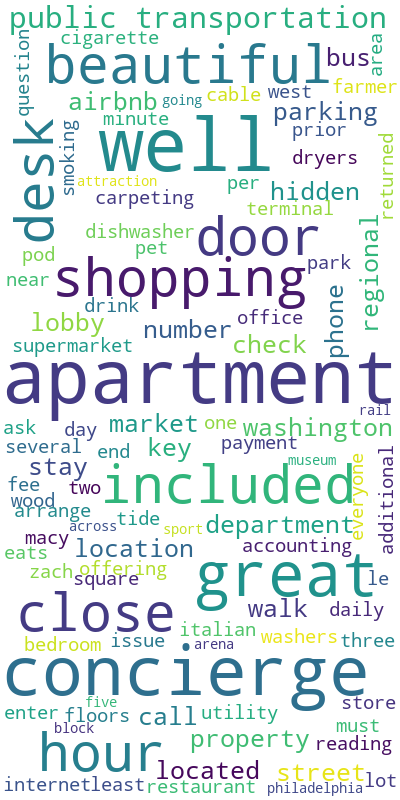 public transportation
cigarette
question
beautiful
bus
area
airbnb
going
cable
west
farmer
minute
parking
desk
well
prior
smoking
attraction
dryers
carpeting
per
hidden
returned
terminal
dishwasher
door
pod
pet
regional
near
shopping
park
drink
phone
lobby
number
office
supermarket
check
apartment
rail
ask
day
market
one
washington
several
end
key
payment
stay
museum
everyone
additional
fee
wood
two
included
arrange
across
tide
sport
department
macy
location
accounting
eats
zach
offering
square
great
le
close
walk
daily
italian
bedroom
issue
arena
washers
three
concierge
store
five
enter
floors
call
utility
must
block
hour
property
reading
located
street
lot
internet
least
restaurant
philadelphia